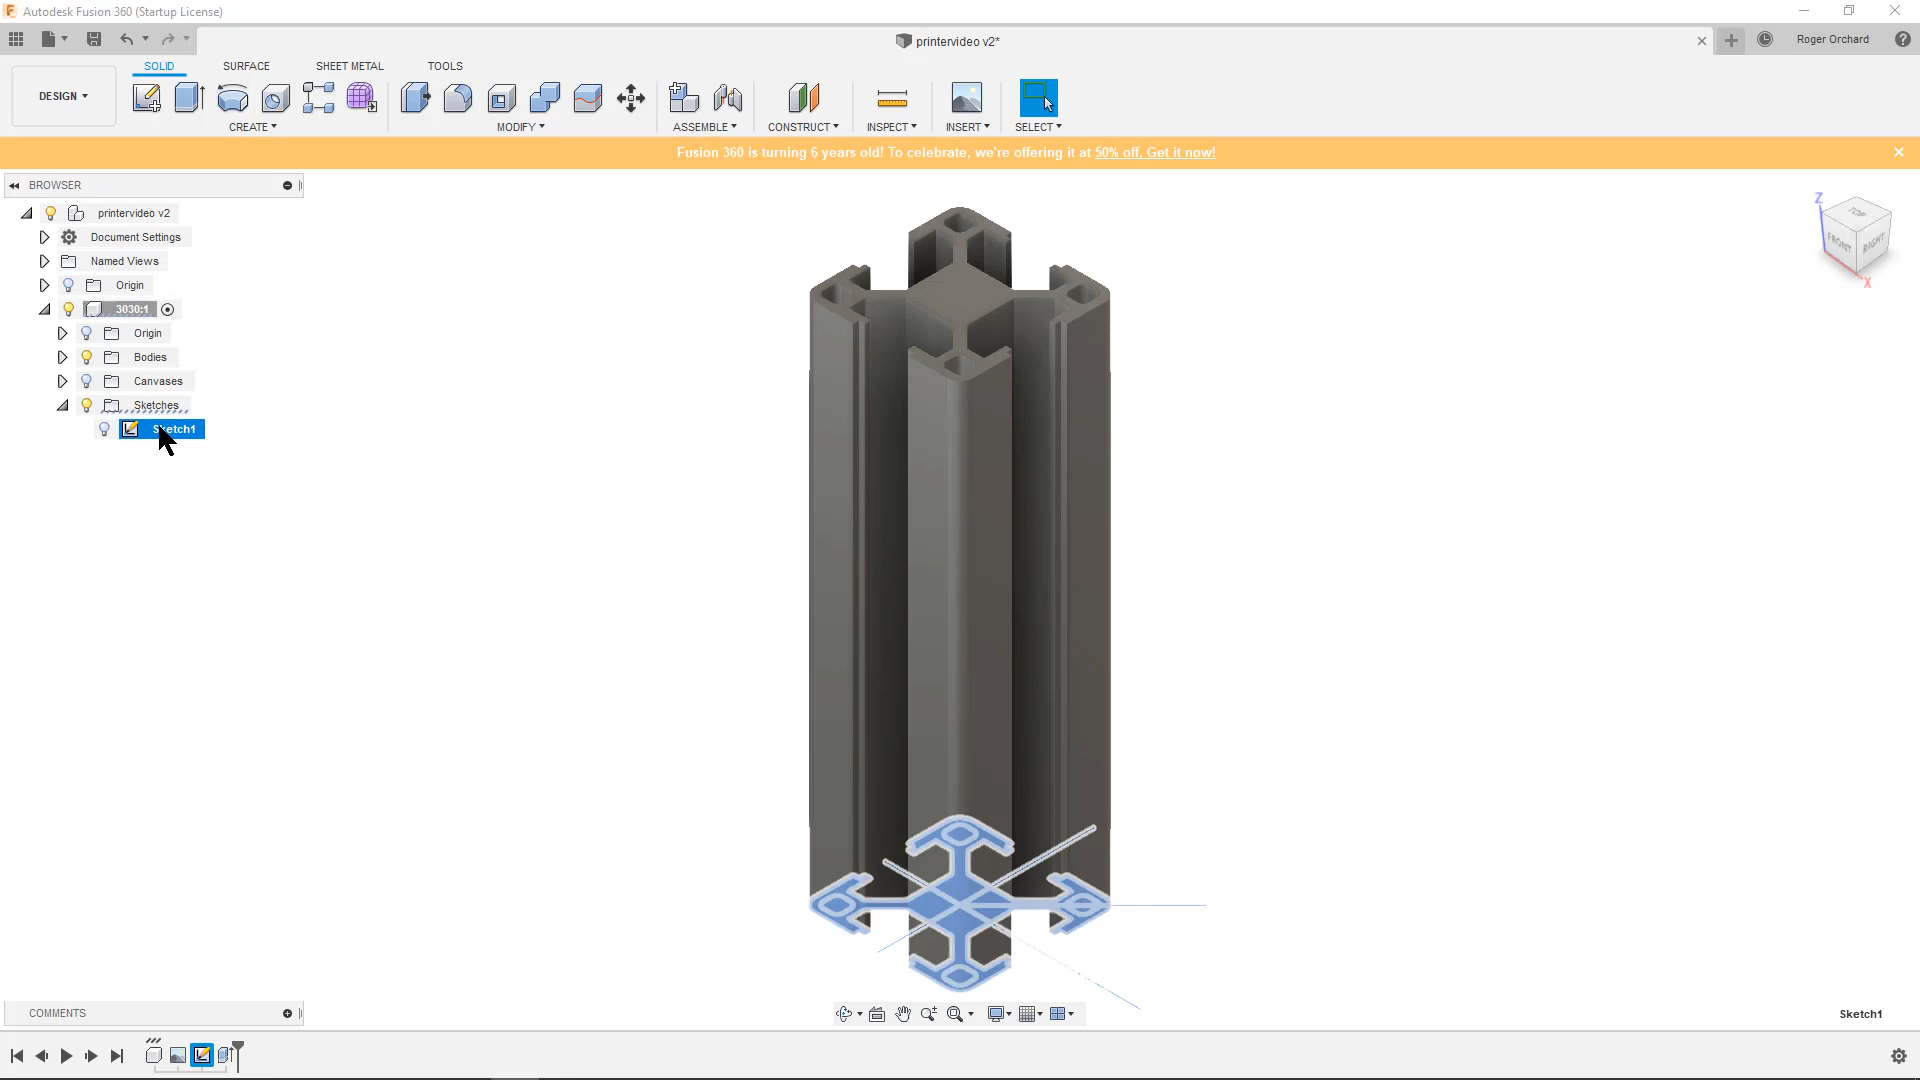 Autodesk Fusion 360 (Startup License)
printervideo v2*
Roger Orchard
SOLID SURFACE SHEET METAL TOOLS
DESIGN
CREATE MODIFY ASSEMBLE CONSTRUCT INSPECT INSERT SELECT
Fusion 360 is turning 6 years old! To celebrate, we're offering it at 50% off. Get it now!
BROWSER
printervideo v2
Document Settings
Named Views
Origin
3030:1
Origin
Bodies
Canvases
Sketches
Sketch1
Z
TOP
FRONT
RIGHT
X
COMMENTS
Sketch1